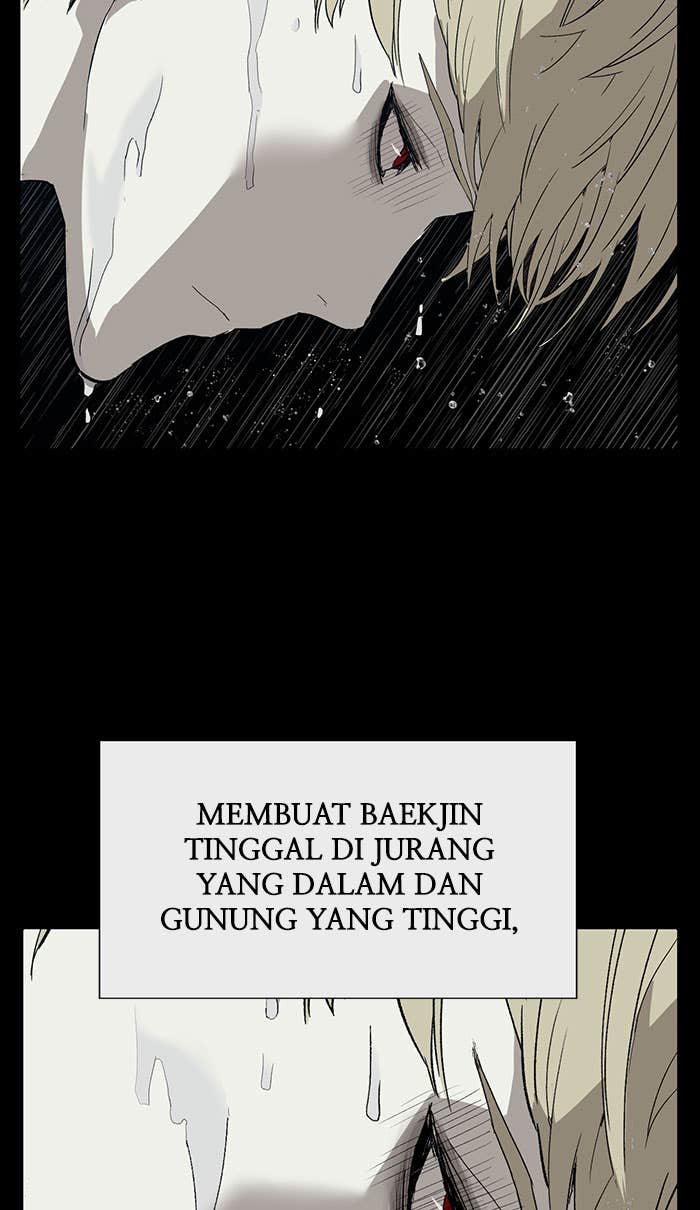 MEMBUAT BAEKJIN
TINGGAL DI JURANG
YANG DALAM DAN
GUNUNG YANG TINGGI,